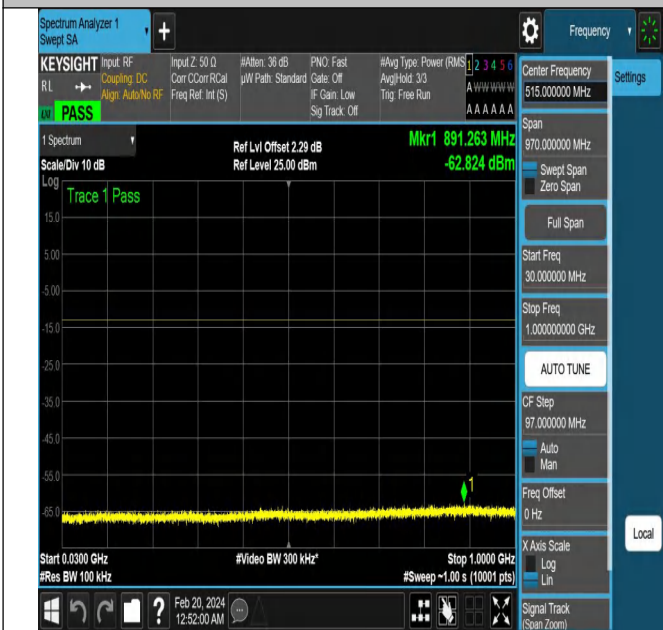 Spectrum Analyzer 1
Swept SA
Frequency
KEYSIGHT
RL
LNI
PASS
Input: RF
Coupling: DC
Align: Auto/No RF
Input Z: 50 Ω
Corr CCorr RCal
Freq Ref: Int (S)
#Atten: 36 dB
µW Path: Standard
PNO: Fast
Gate: Off
IF Gain: Low
Sig Track: Off
#Avg Type: Power (RMS
Avg|Hold: 3/3
Trig: Free Run
1 2 3 4 5 6
A W W W W W
A A A A A A
1 Spectrum
Scale/Div 10 dB
Ref Lvl Offset 2.29 dB
Ref Level 25.00 dBm
Mkr1 891.263 MHz
-62.824 dBm
Log
Trace 1 Pass
15.0
5.00
-5.00
-15.0
-25.0
-35.0
-45.0
-55.0
-65.0
1
Start 0.0300 GHz
#Res BW 100 kHz
#Video BW 300 kHz*
Stop 1.0000 GHz
#Sweep ~1.00 s (10001 pts)
?
Feb 20, 2024
12:52:00 AM
Center Frequency
515.000000 MHz
Span
970.000000 MHz
Swept Span
Zero Span
Full Span
Start Freq
30.000000 MHz
Stop Freq
1.000000000 GHz
AUTO TUNE
CF Step
97.000000 MHz
Auto
Man
Freq Offset
0 Hz
X Axis Scale
Log
Lin
Signal Track
(Span Zoom)
Settings
Local